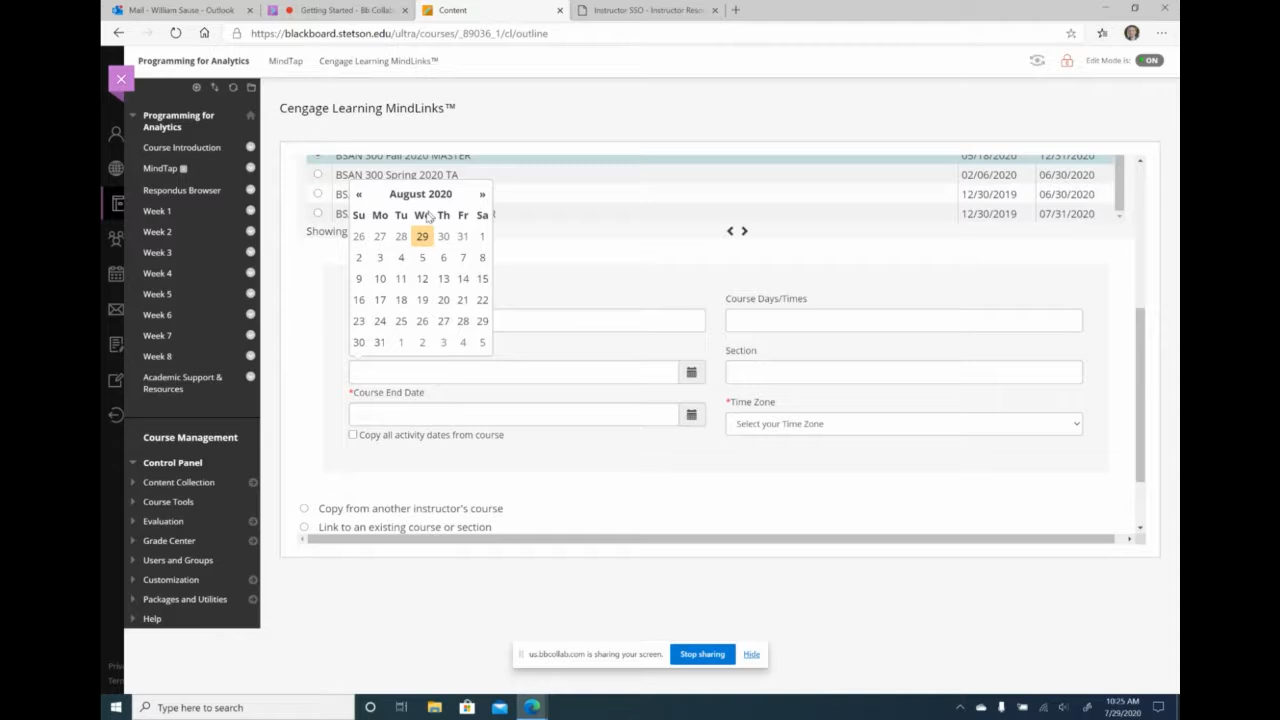 Mail - William Sause - Outlook
Getting Started - Bb Collab
Content
Instructor SSO - Instructor Reso
https://blackboard.stetson.edu/ultra/courses/_89036_1/cl/outline
Programming for Analytics
MindTap
Cengage Learning MindLinks™
Edit Mode is:
ON
Programming for Analytics
Course Introduction
MindTap
Respondus Browser
Week 1
Week 2
Week 3
Week 4
Week 5
Week 6
Week 7
Week 8
Academic Support &
Resources
Course Management
Control Panel
Content Collection
Course Tools
Evaluation
Grade Center
Users and Groups
Customization
Packages and Utilities
Help
Priva
Term
Cengage Learning MindLinks™
BSAN 300 Fall 2020 MASTER 05/18/2020 12/31/2020
BSAN 300 Spring 2020 TA 02/06/2020 06/30/2020
BS 12/30/2019 06/30/2020
BS R 12/30/2019 07/31/2020
Showing
« August 2020 »
Su Mo Tu We Th Fr Sa
26 27 28 29 30 31 1
2 3 4 5 6 7 8
9 10 11 12 13 14 15
16 17 18 19 20 21 22
23 24 25 26 27 28 29
30 31 1 2 3 4 5
Course Days/Times
Section
*Course End Date
*Time Zone
Select your Time Zone
Copy all activity dates from course
Copy from another instructor's course
Link to an existing course or section
us.bbcollab.com is sharing your screen.
Stop sharing
Hide
Type here to search
10:25 AM
7/29/2020